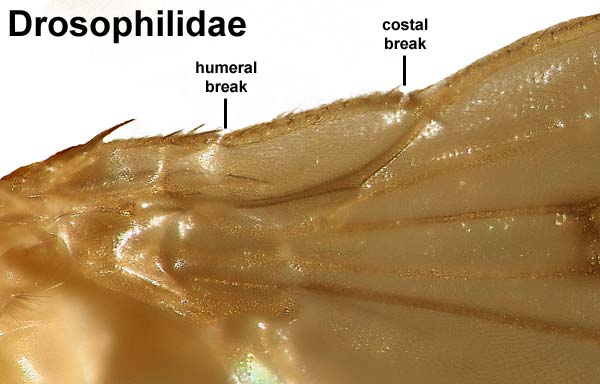 Drosophilidae
costal
break
humeral
break